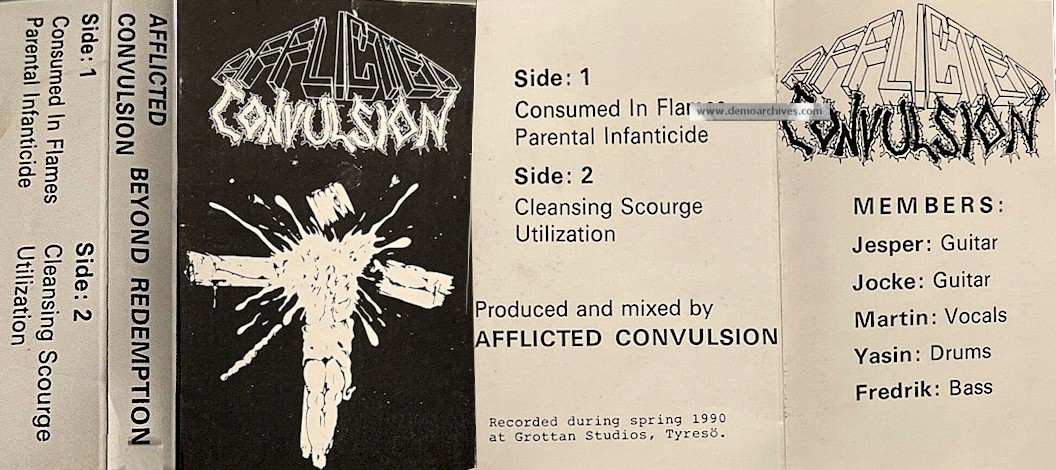 AFFLICTED
CONVULSION BEYOND REDEMPTION
Side: 1
Consumed In Flames
Parental Infanticide
Side: 2
Cleansing Scourge
Utilization
AFFLICTED
CONVULSION
Side: 1
Consumed In Flames
Parental Infanticide
Side: 2
Cleansing Scourge
Utilization
Produced and mixed by
AFFLICTED CONVULSION
Recorded during spring 1990
at Grottan Studios, Tyresö.
www.demoarchives.com
AFFLICTED
CONVULSION
MEMBERS:
Jesper: Guitar
Jocke: Guitar
Martin: Vocals
Yasin: Drums
Fredrik: Bass